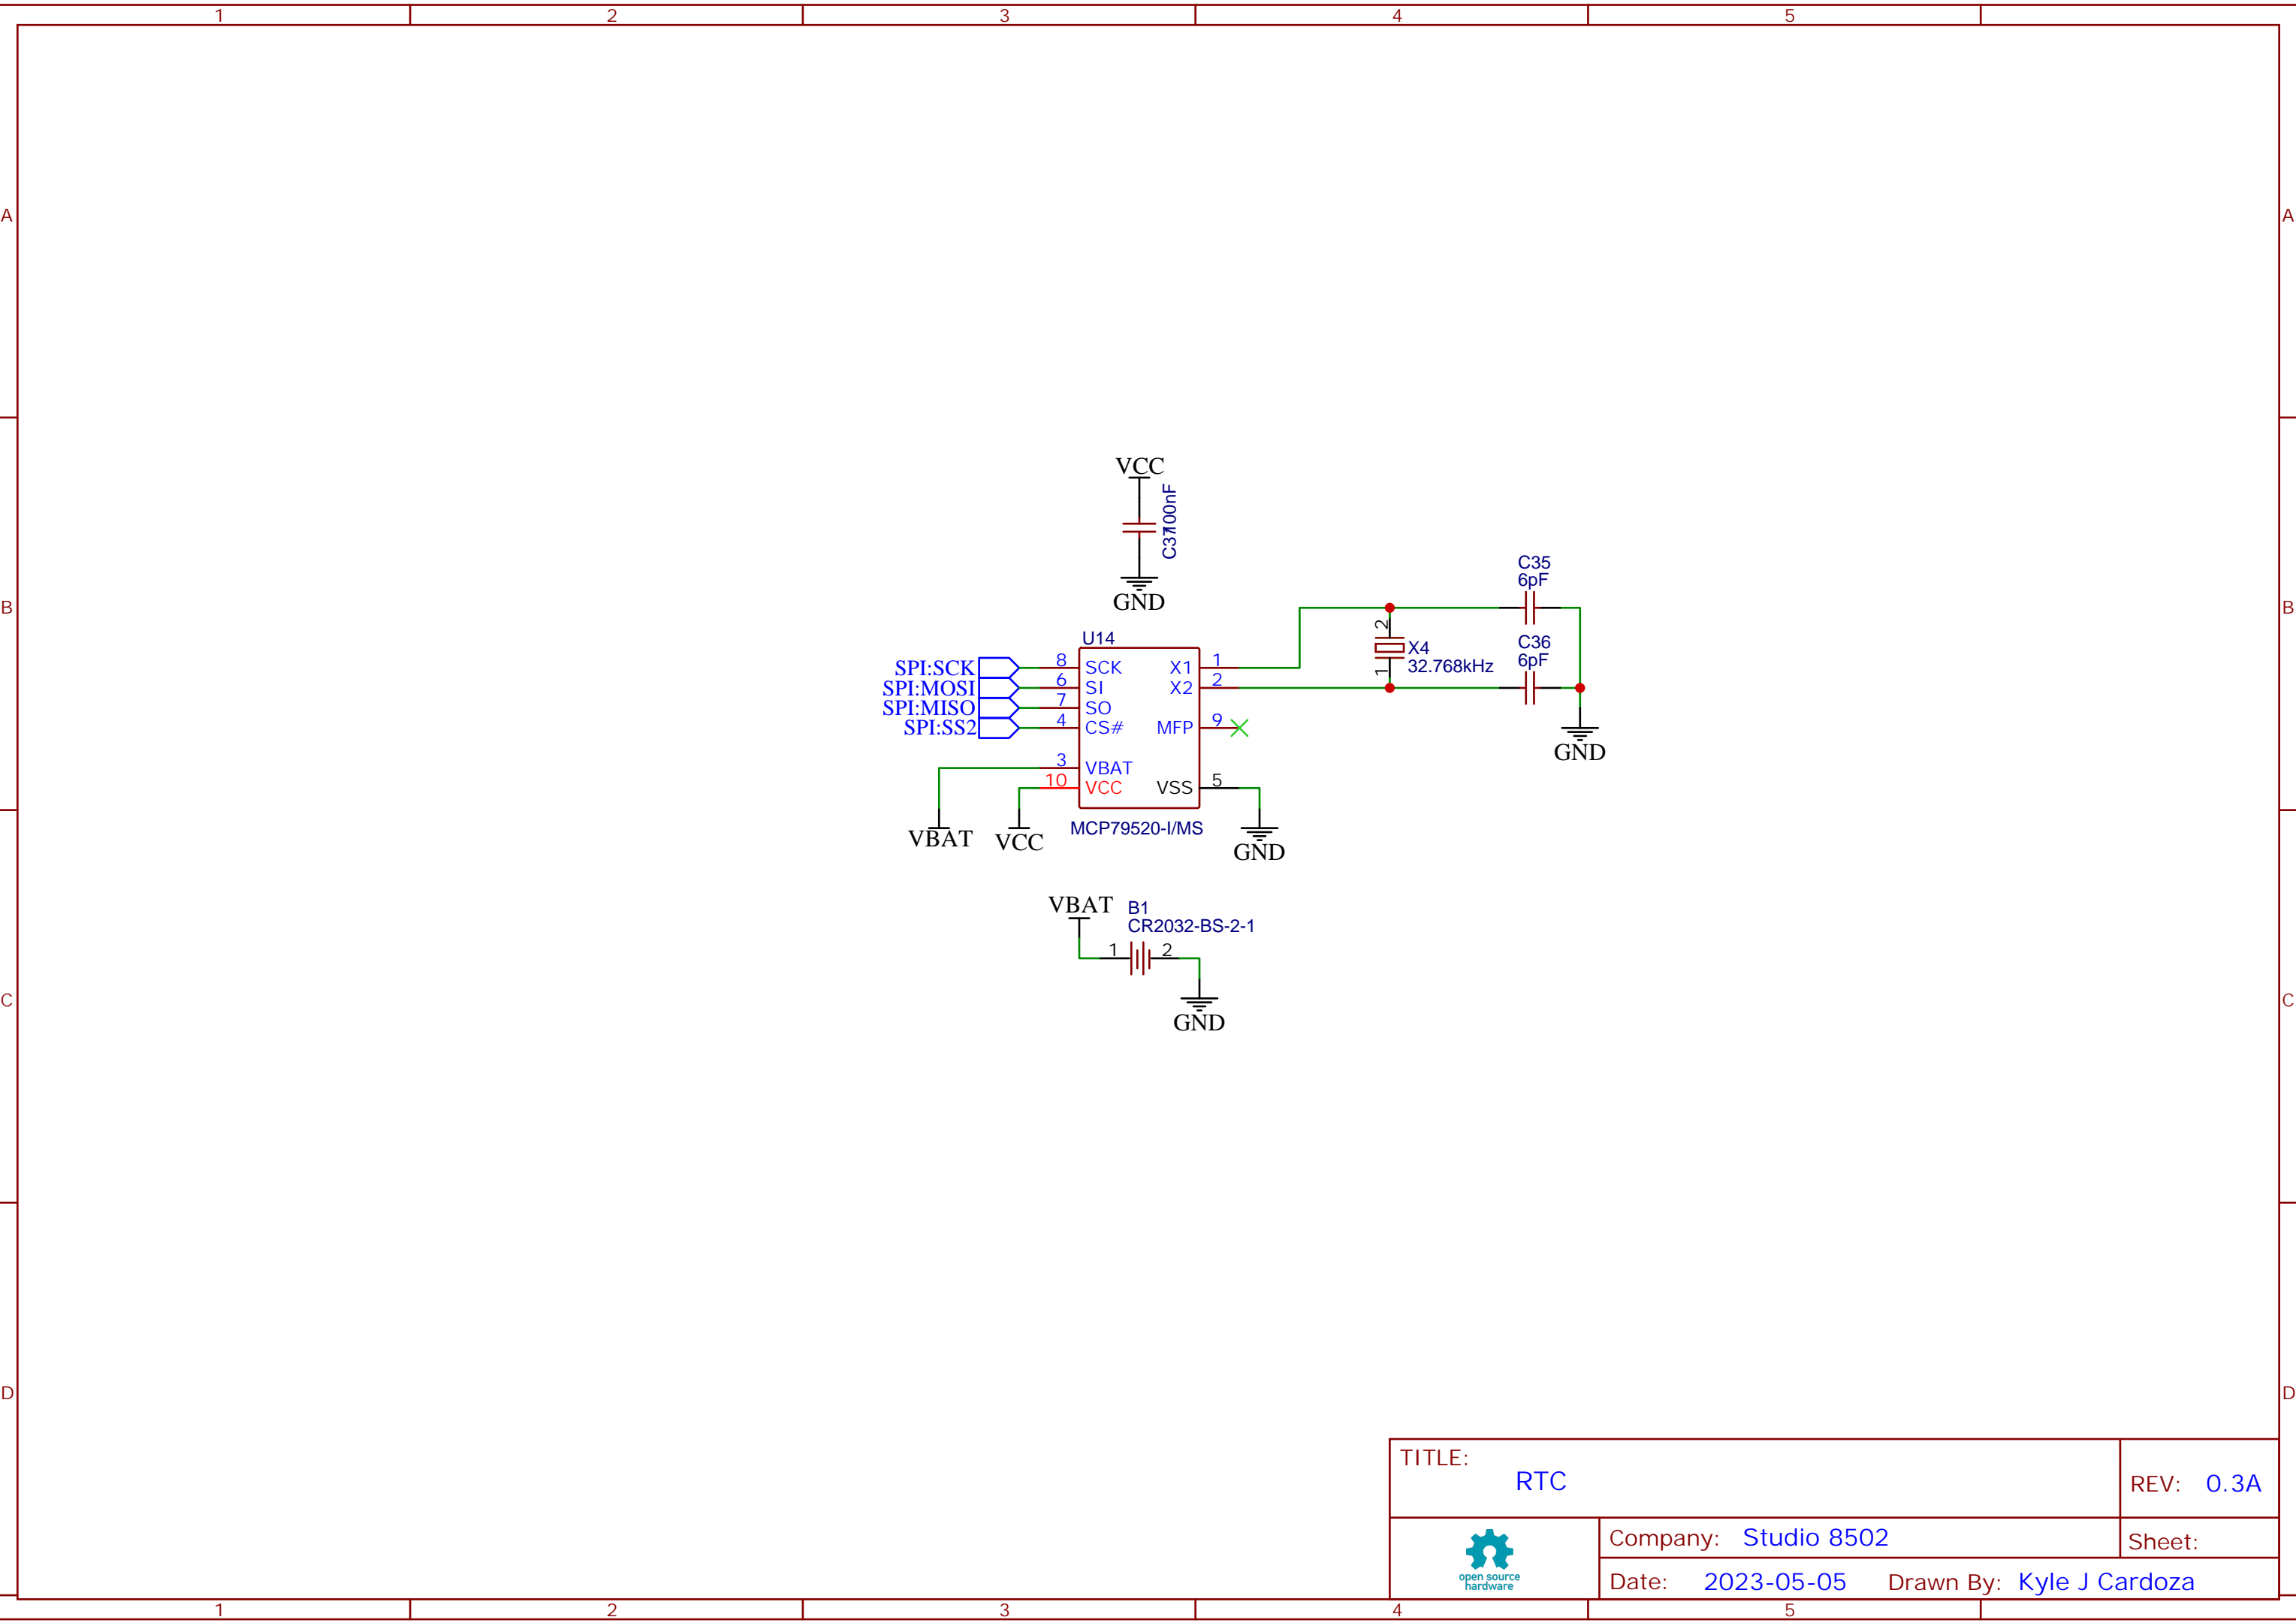 1 2 3 4 5
A A
VCC
C37 100nF
GND
B B
C35
6pF
C36
6pF
X4
32.768kHz
2
1
GND
U14
SPI:SCK 8 SCK X1 1
SPI:MOSI 6 SI X2 2
SPI:MISO 7 SO
SPI:SS2 4 CS# MFP 9
3 VBAT
10 VCC VSS 5
VBAT VCC MCP79520-I/MS GND
VBAT B1
CR2032-BS-2-1
1 2
GND
C C
D D
TITLE:
RTC
REV: 0.3A
open source
hardware
Company: Studio 8502
Sheet:
Date: 2023-05-05 Drawn By: Kyle J Cardoza
1 2 3 4 5